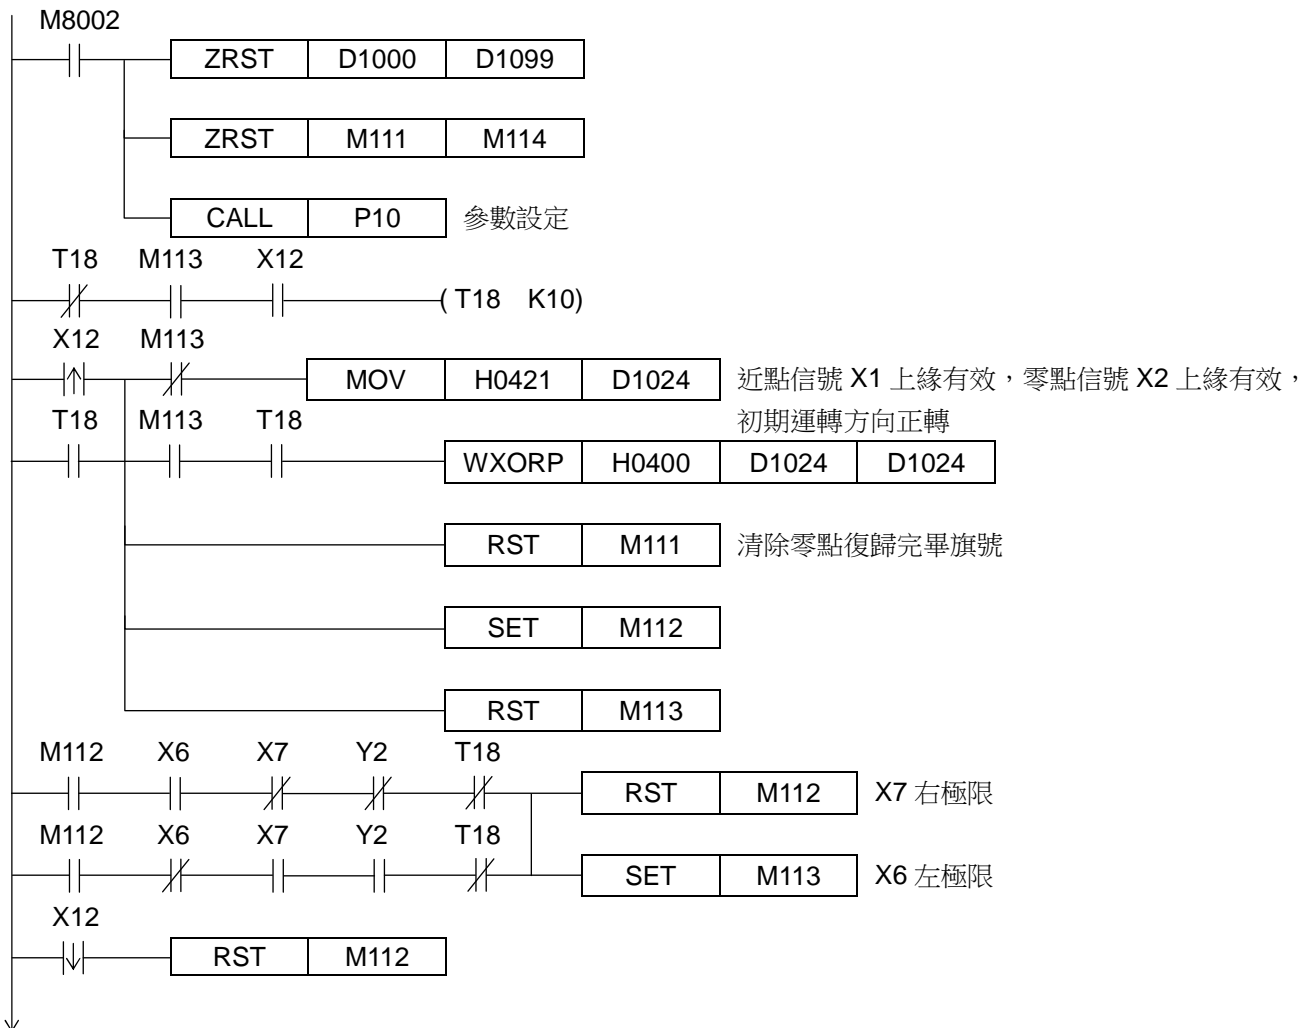 M8002
ZRST D1000 D1099
ZRST M111 M114
CALL P10 參數設定
T18 M113 X12
( T18 K10)
X12 M113
MOV H0421 D1024 近點信號 X1 上緣有效，零點信號 X2 上緣有效，
初期運轉方向正轉
T18 M113 T18
WXORP H0400 D1024 D1024
RST M111 清除零點復歸完畢旗號
SET M112
RST M113
M112 X6 X7 Y2 T18
RST M112 X7 右極限
M112 X6 X7 Y2 T18
SET M113 X6 左極限
X12
RST M112